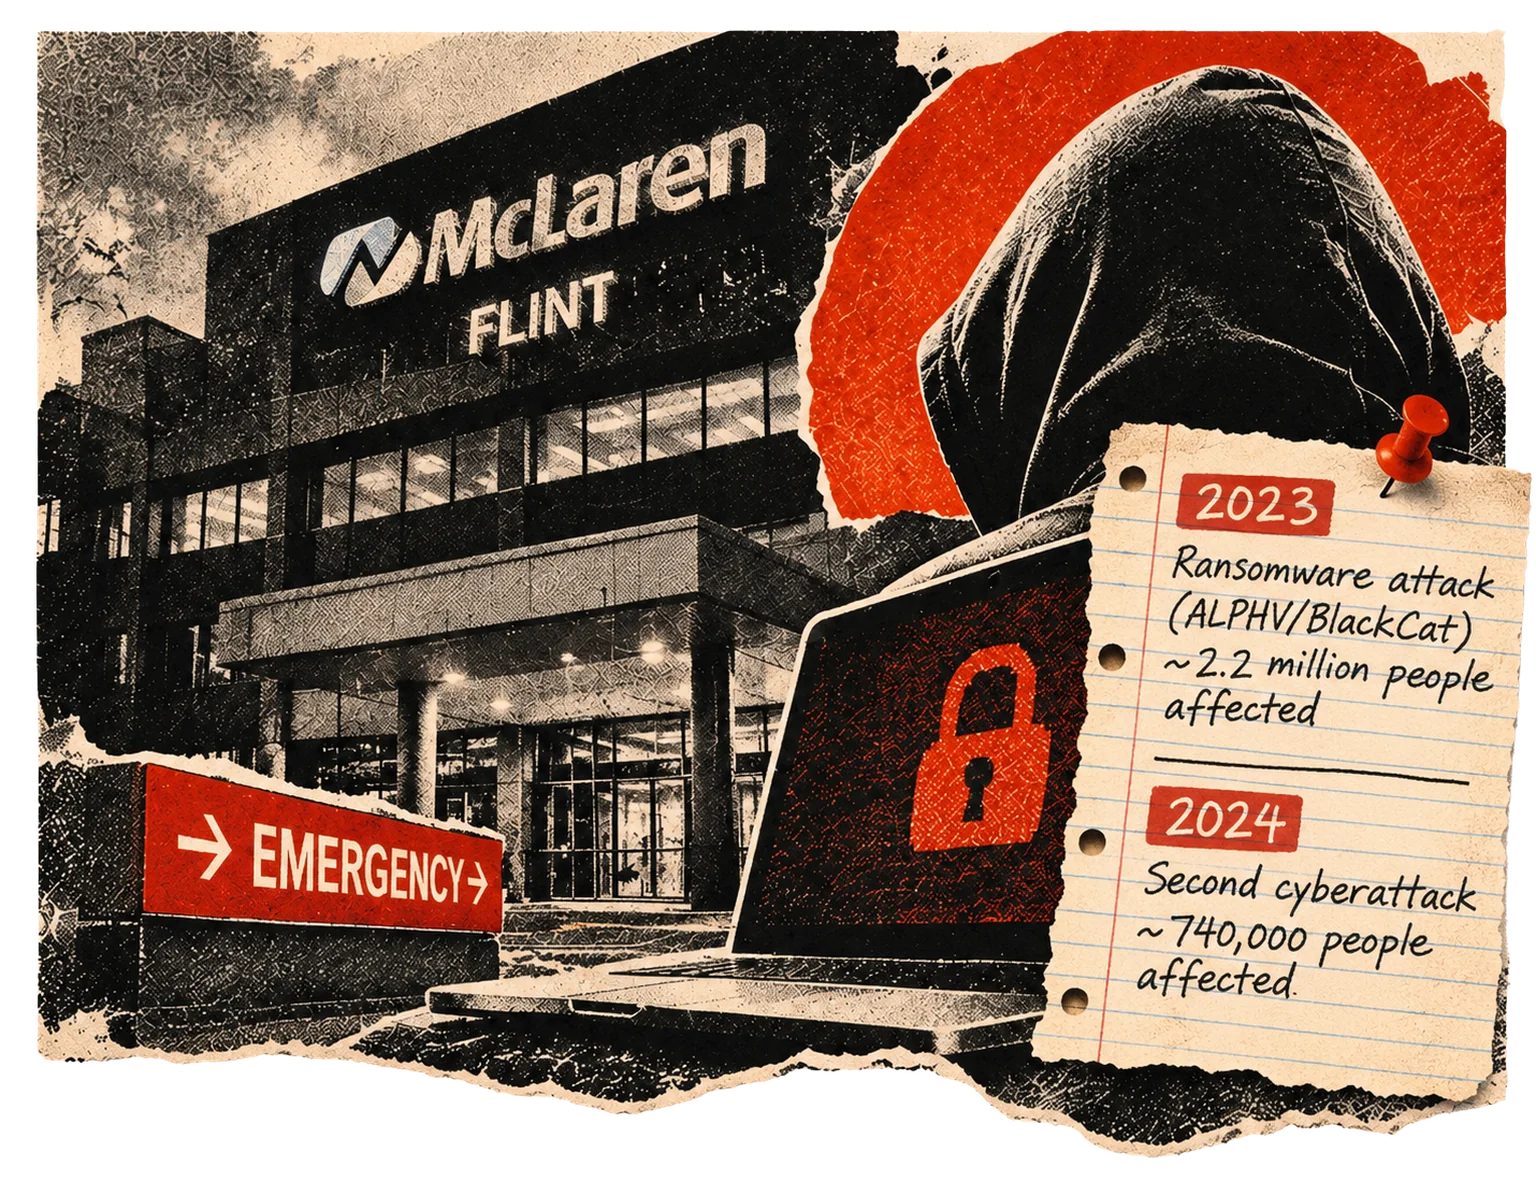 McLaren
FLINT
→ EMERGENCY →
2023
Ransomware attack
(ALPHV/BlackCat)
~2.2 million people
affected
2024
Second cyberattack
~740,000 people
affected.